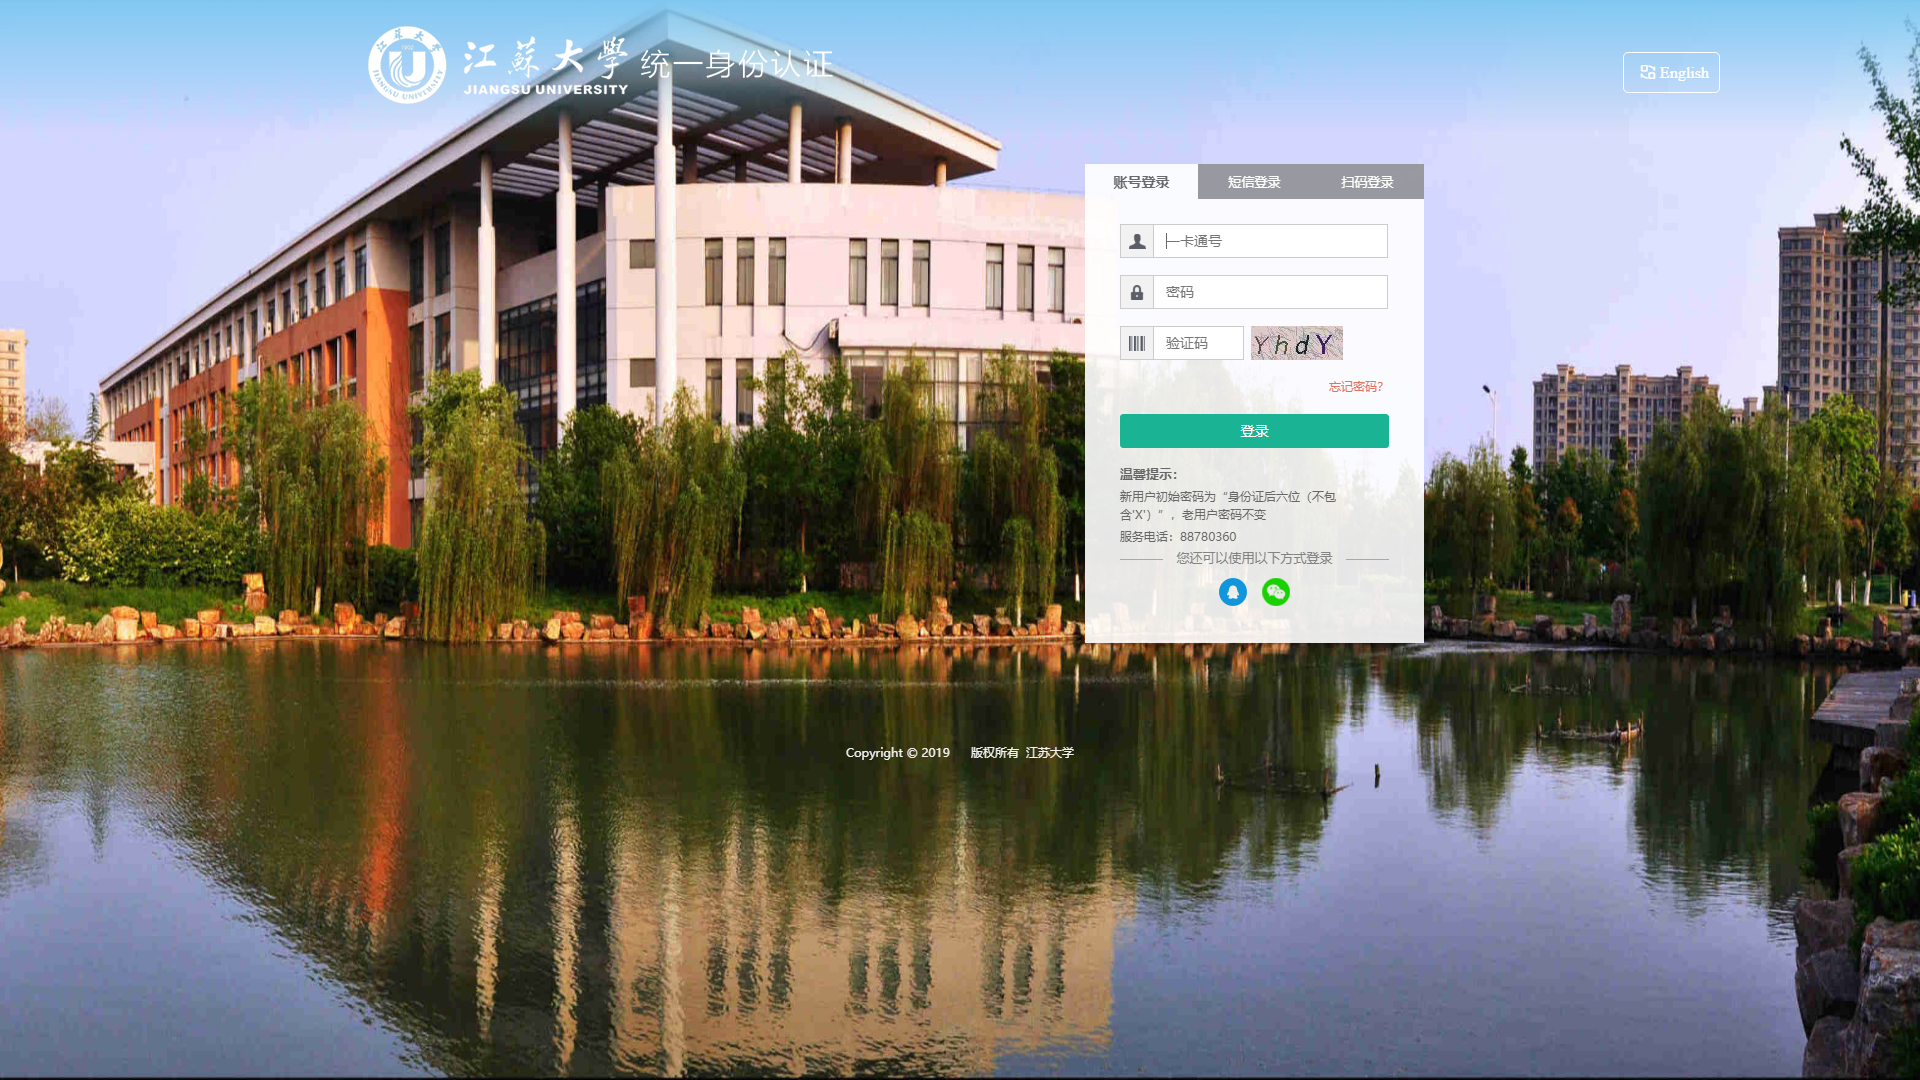 江蘇大學 统一身份认证
JIANGSU UNIVERSITY
English
账号登录 短信登录 扫码登录
一卡通号
密码
验证码 YhdY
忘记密码?
登录
温馨提示：
新用户初始密码为“身份证后六位（不包
含'X'）”，老用户密码不变
服务电话：88780360
您还可以使用以下方式登录
Copyright © 2019 版权所有 江苏大学